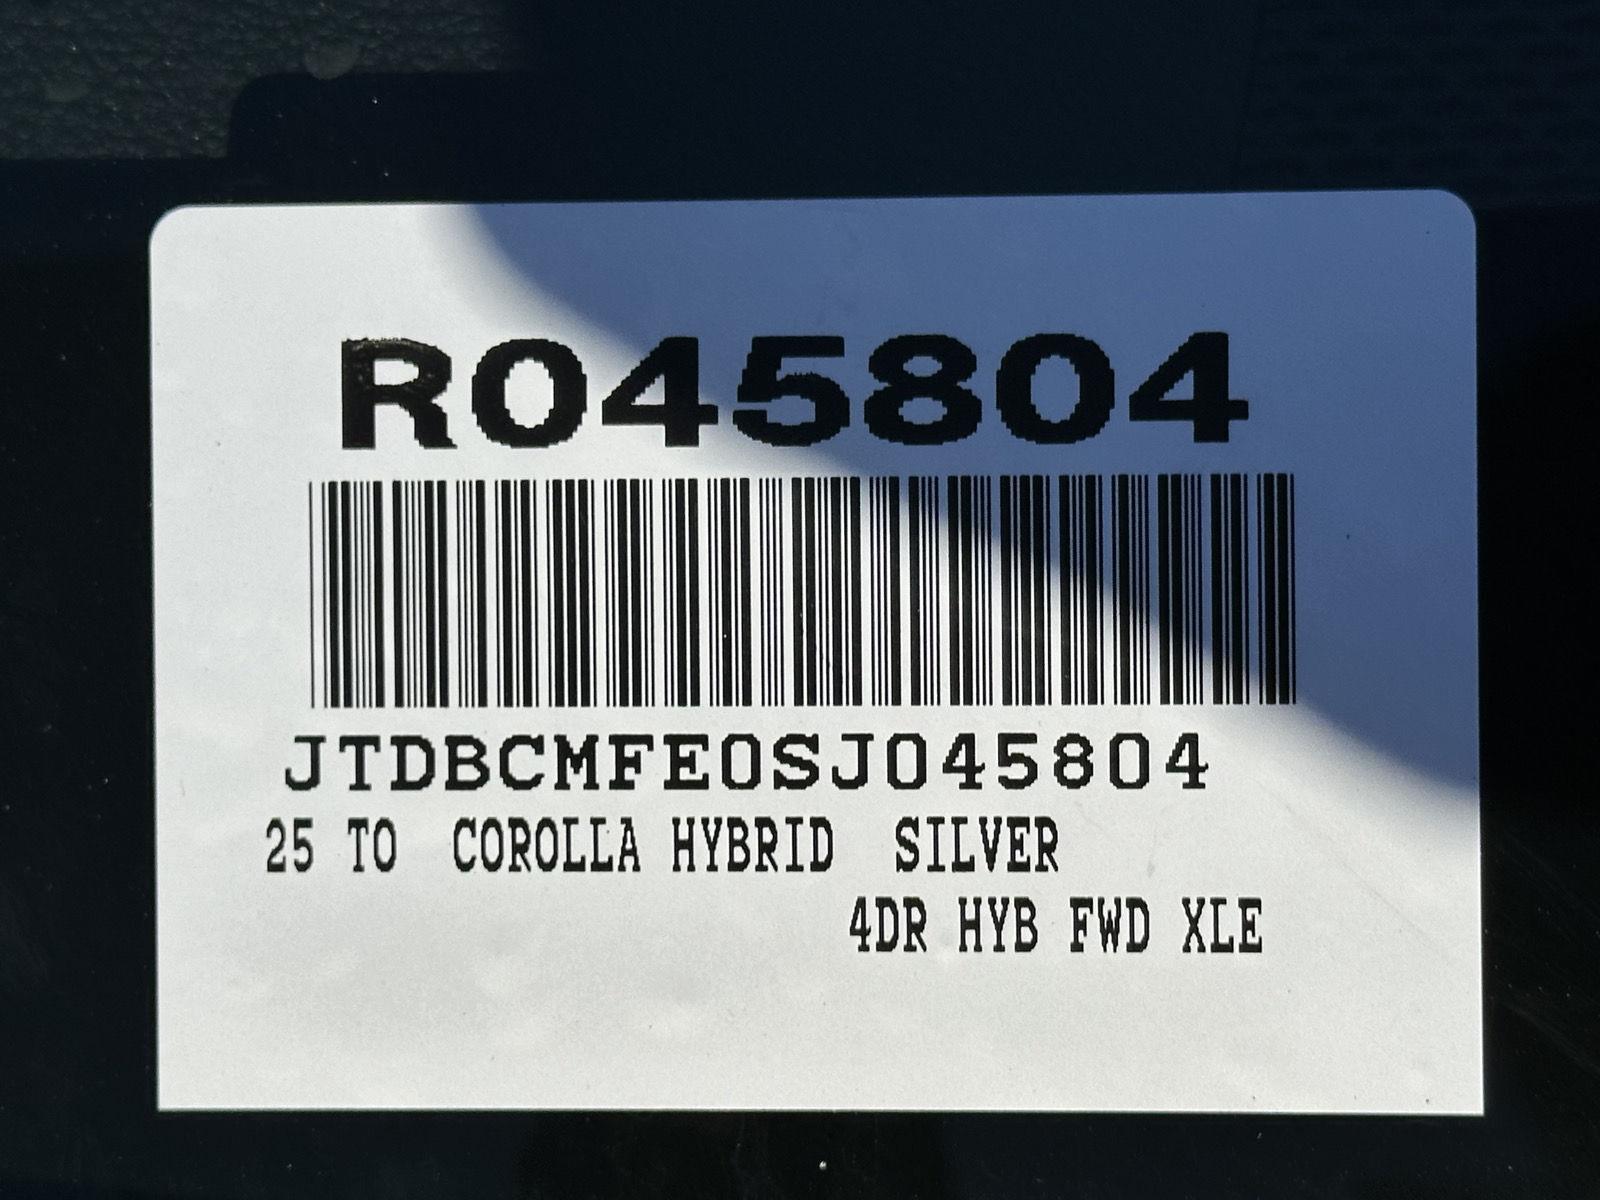 R045804
JTDBCMFE0SJ045804
25 TO COROLLA HYBRID SILVER
4DR HYB FWD XLE